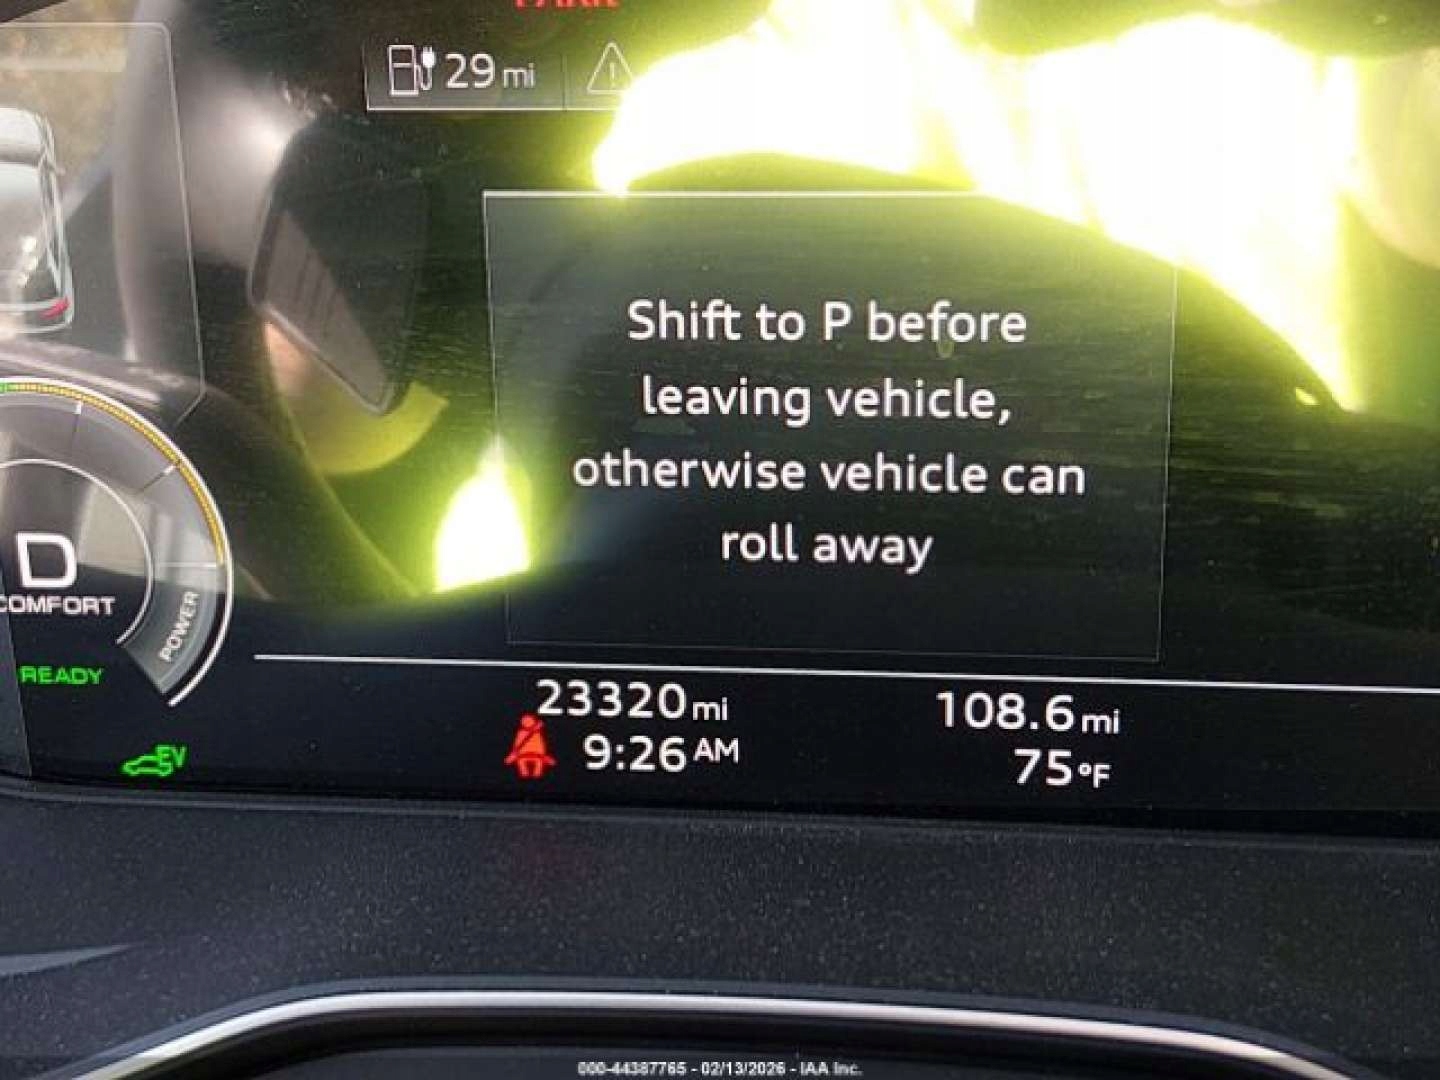 PARK
29 mi
Shift to P before
leaving vehicle,
otherwise vehicle can
roll away
D
COMFORT
POWER
READY
EV
23320 mi
108.6 mi
9:26 AM
75 °F
000-44387765 - 02/13/2026 - IAA Inc.